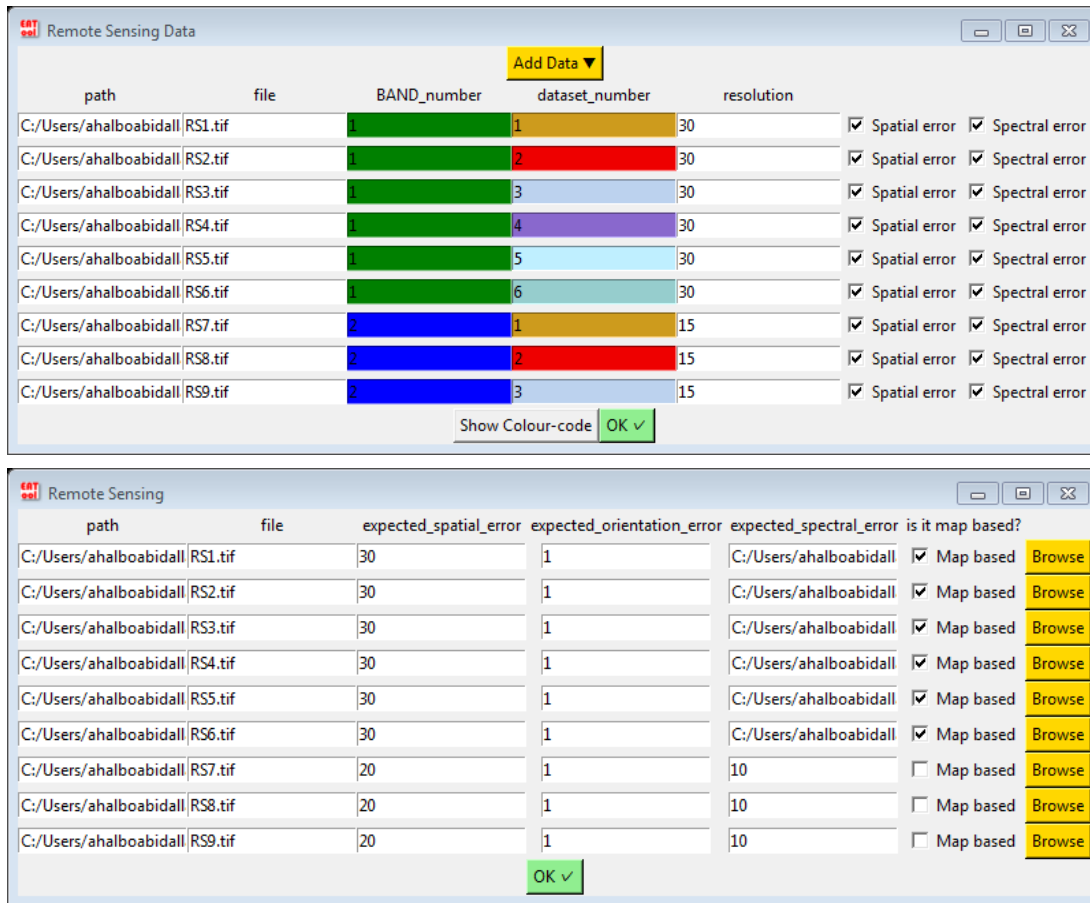 EAT
ool Remote Sensing Data
Add Data ▼
path file BAND_number dataset_number resolution
C:/Users/ahalboabidall RS1.tif 1 1 30 Spatial error Spectral error
C:/Users/ahalboabidall RS2.tif 1 2 30 Spatial error Spectral error
C:/Users/ahalboabidall RS3.tif 1 3 30 Spatial error Spectral error
C:/Users/ahalboabidall RS4.tif 1 4 30 Spatial error Spectral error
C:/Users/ahalboabidall RS5.tif 1 5 30 Spatial error Spectral error
C:/Users/ahalboabidall RS6.tif 1 6 30 Spatial error Spectral error
C:/Users/ahalboabidall RS7.tif 2 1 15 Spatial error Spectral error
C:/Users/ahalboabidall RS8.tif 2 2 15 Spatial error Spectral error
C:/Users/ahalboabidall RS9.tif 2 3 15 Spatial error Spectral error
Show Colour-code OK ✓
EAT
ool Remote Sensing
path file expected_spatial_error expected_orientation_error expected_spectral_error is it map based?
C:/Users/ahalboabidall RS1.tif 30 1 C:/Users/ahalboabidall Map based Browse
C:/Users/ahalboabidall RS2.tif 30 1 C:/Users/ahalboabidall Map based Browse
C:/Users/ahalboabidall RS3.tif 30 1 C:/Users/ahalboabidall Map based Browse
C:/Users/ahalboabidall RS4.tif 30 1 C:/Users/ahalboabidall Map based Browse
C:/Users/ahalboabidall RS5.tif 30 1 C:/Users/ahalboabidall Map based Browse
C:/Users/ahalboabidall RS6.tif 30 1 C:/Users/ahalboabidall Map based Browse
C:/Users/ahalboabidall RS7.tif 20 1 10 Map based Browse
C:/Users/ahalboabidall RS8.tif 20 1 10 Map based Browse
C:/Users/ahalboabidall RS9.tif 20 1 10 Map based Browse
OK ✓